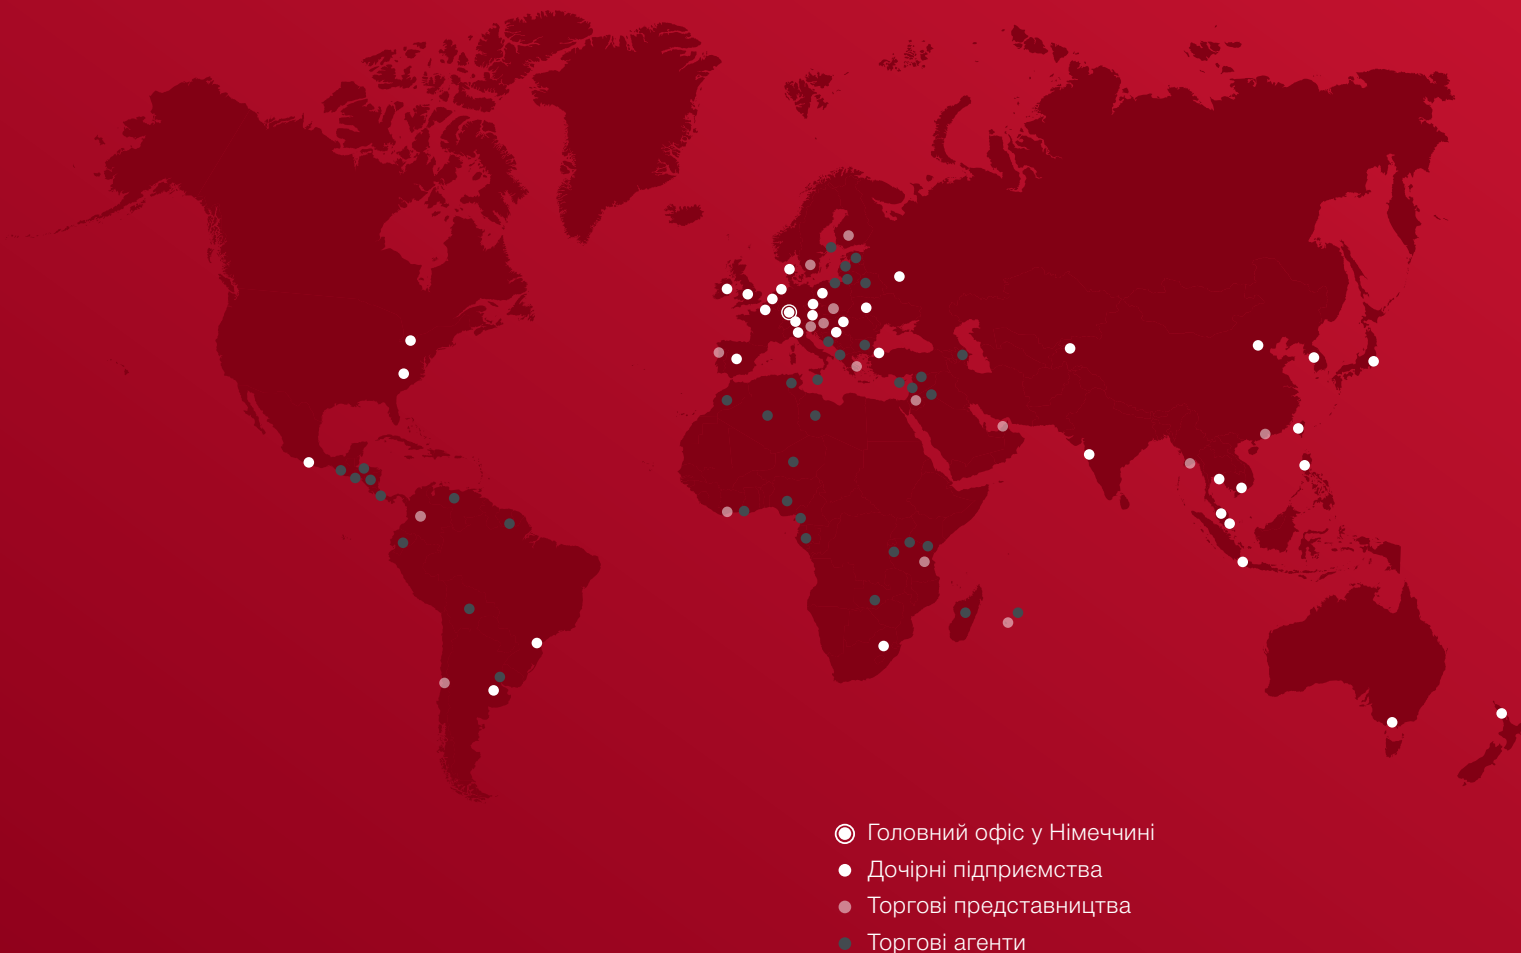 Головний офіс у Німеччині
Дочірні підприємства
Торгові представництва
Торгові агенти